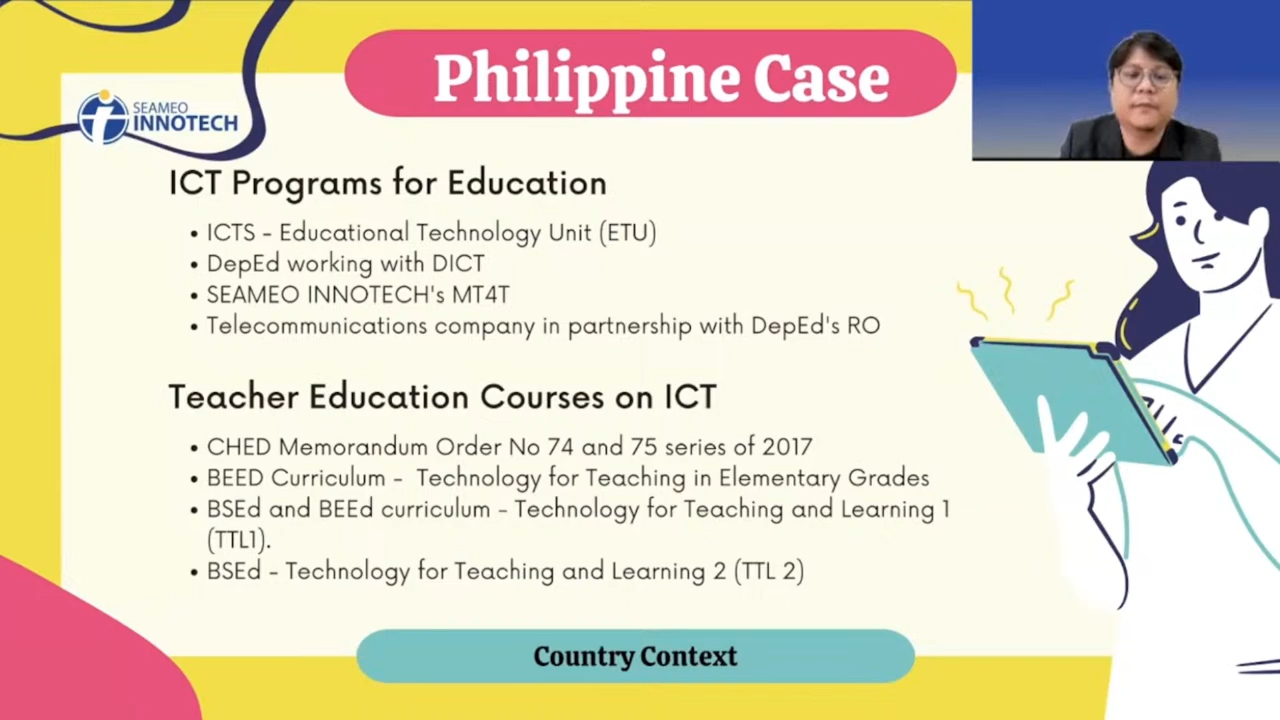 Philippine Case
SEAMEO
INNOTECH
ICT Programs for Education
• ICTS - Educational Technology Unit (ETU)
• DepEd working with DICT
• SEAMEO INNOTECH's MT4T
• Telecommunications company in partnership with DepEd's RO
Teacher Education Courses on ICT
• CHED Memorandum Order No 74 and 75 series of 2017
• BEED Curriculum - Technology for Teaching in Elementary Grades
• BSEd and BEEd curriculum - Technology for Teaching and Learning 1
(TTL1).
• BSEd - Technology for Teaching and Learning 2 (TTL 2)
Country Context